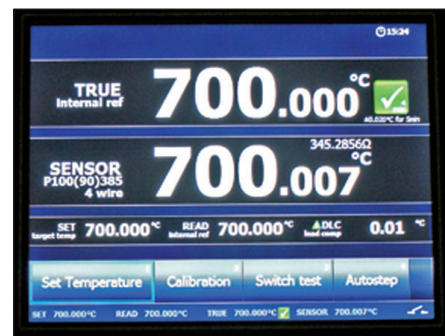 15:24
TRUE
Internal ref
700.000°C
±0.020°C for 5min
345.2856Ω
SENSOR
P100(90)385
4 wire
700.007°C
SET
target temp
700.000°C
READ
internal ref
700.000°C
DLC
load comp
0.01 °C
Set Temperature
Calibration
Switch test
Autostep
SET 700.000°C READ 700.000°C TRUE 700.000°C SENSOR 700.007°C